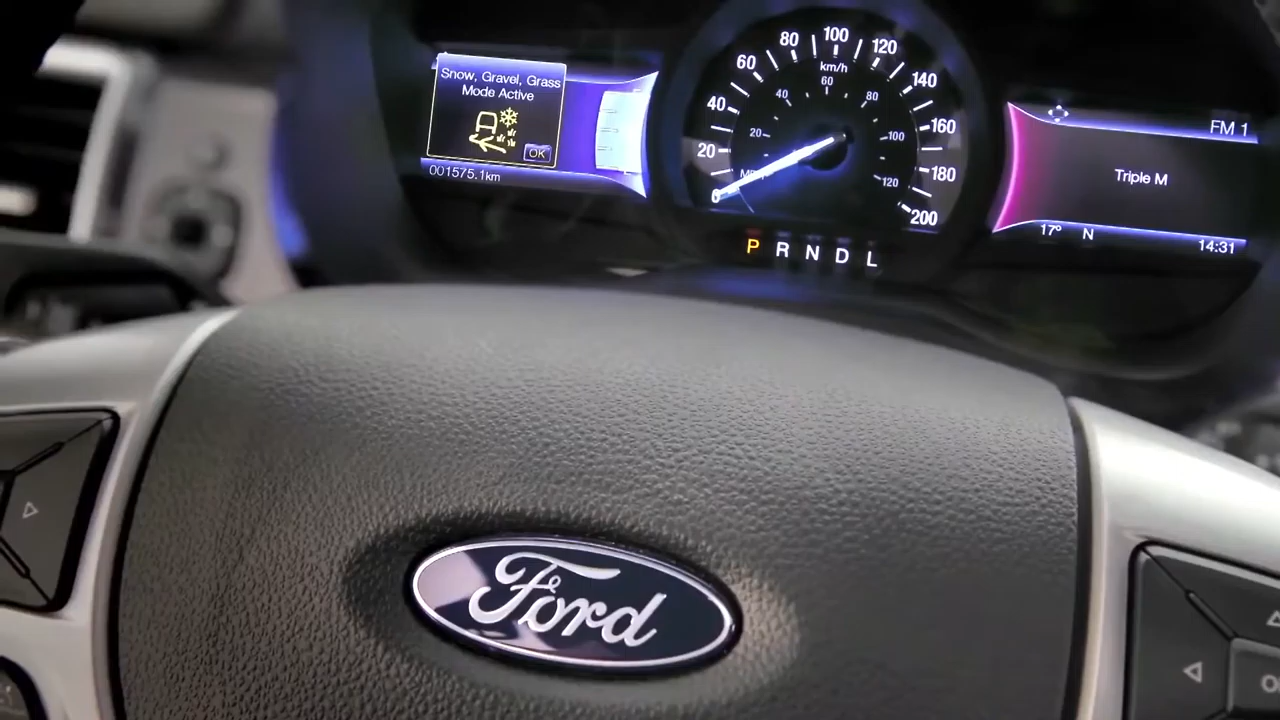 Snow, Gravel, Grass
Mode Active
OK
001575.1km
0
20
40
60
80
100
120
140
160
180
200
km/h
20
40
60
80
100
120
P R N D L
FM 1
Triple M
17° N
14:31
Ford